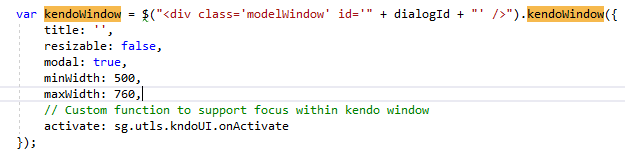 var kendoWindow = $("<div class='modelWindow' id='" + dialogId + "' />").kendoWindow({
title: '',
resizable: false,
modal: true,
minWidth: 500,
maxWidth: 760,
// Custom function to support focus within kendo window
activate: sg.utls.kndoUI.onActivate
});